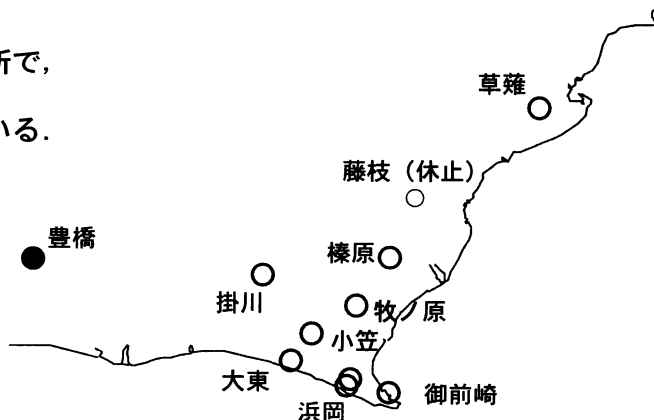 所で,
いる.
草薙
藤枝(休止)
豊橋
榛原
掛川
牧ノ原
小笠
大東
御前崎
浜岡